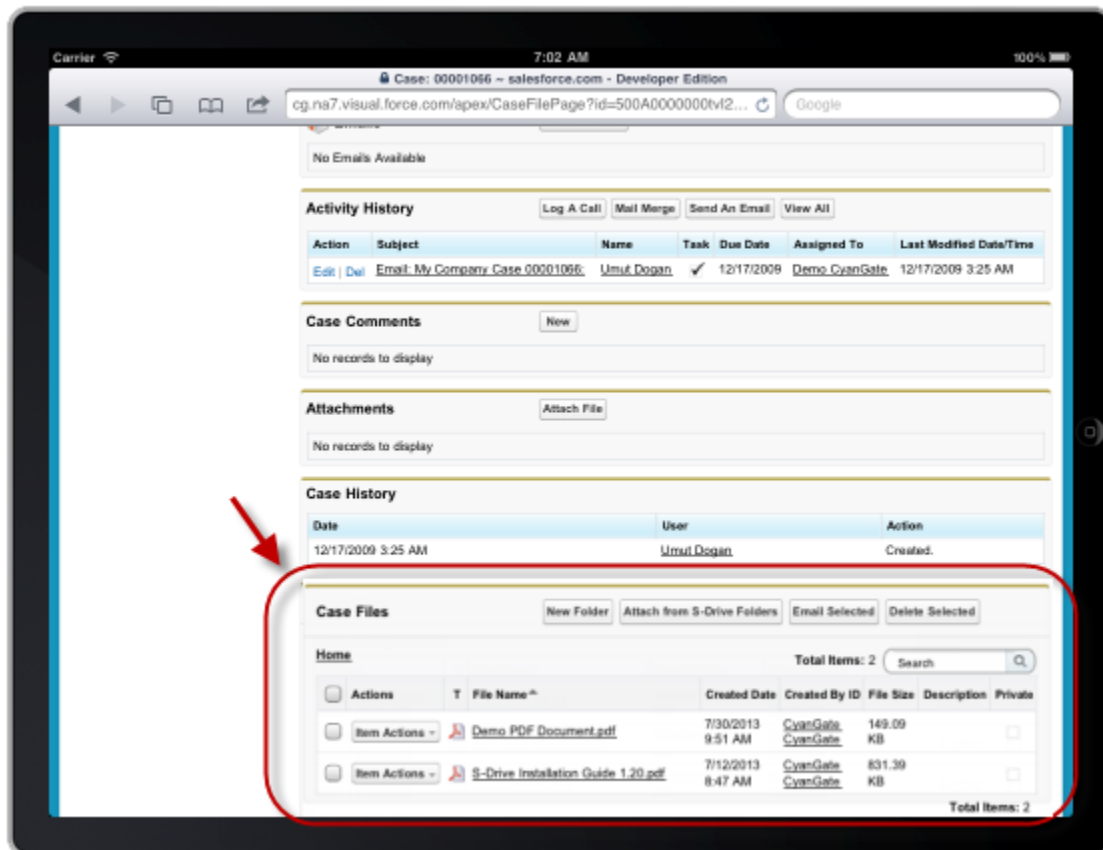 Carrier 7:02 AM 100%
Case: 00001066 ~ salesforce.com - Developer Edition
cg.na7.visual.force.com/apex/CaseFilePage?id=500A0000000tvI2... Google
Emails
No Emails Available
Activity History Log A Call Mail Merge Send An Email View All
Action Subject Name Task Due Date Assigned To Last Modified Date/Time
Edit | Del Email: My Company Case 00001066: Umut Dogan ✓ 12/17/2009 Demo CyanGate 12/17/2009 3:25 AM
Case Comments New
No records to display
Attachments Attach File
No records to display
Case History
Date User Action
12/17/2009 3:25 AM Umut Dogan Created.
Case Files New Folder Attach from S-Drive Folders Email Selected Delete Selected
Home Total Items: 2 Search
Actions T File Name Created Date Created By ID File Size Description Private
Item Actions Demo PDF Document.pdf 7/30/2013 CyanGate 149.09
9:51 AM CyanGate KB
Item Actions S-Drive Installation Guide 1.20.pdf 7/12/2013 CyanGate 831.39
8:47 AM CyanGate KB
Total Items: 2